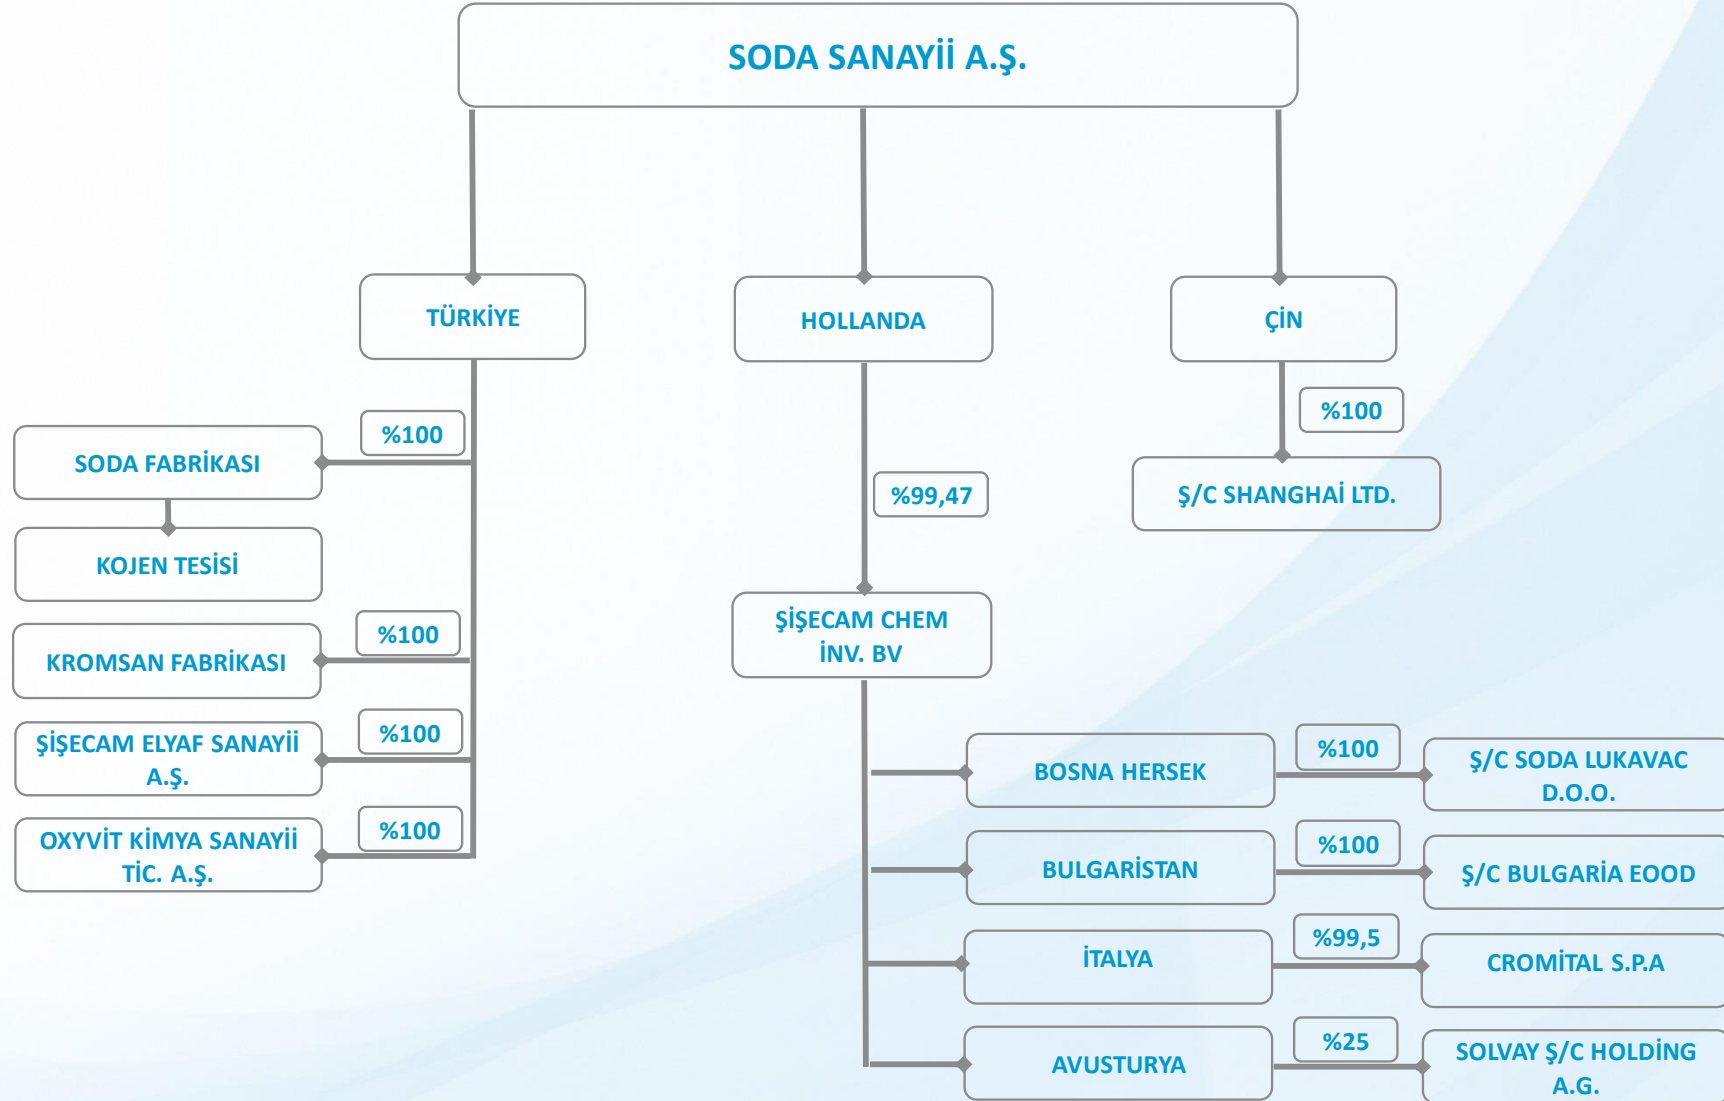 SODA SANAYİİ A.Ş.
TÜRKİYE
HOLLANDA
ÇİN
%100
SODA FABRİKASI
KOJEN TESİSİ
%100
KROMSAN FABRİKASI
%100
ŞİŞECAM ELYAF SANAYİİ
A.Ş.
%100
OXYVİT KİMYA SANAYİİ
TİC. A.Ş.
%99,47
ŞİŞECAM CHEM
İNV. BV
%100
Ş/C SHANGHAİ LTD.
BOSNA HERSEK
%100
Ş/C SODA LUKAVAC
D.O.O.
BULGARİSTAN
%100
Ş/C BULGARİA EOOD
İTALYA
%99,5
CROMİTAL S.P.A
AVUSTURYA
%25
SOLVAY Ş/C HOLDİNG
A.G.